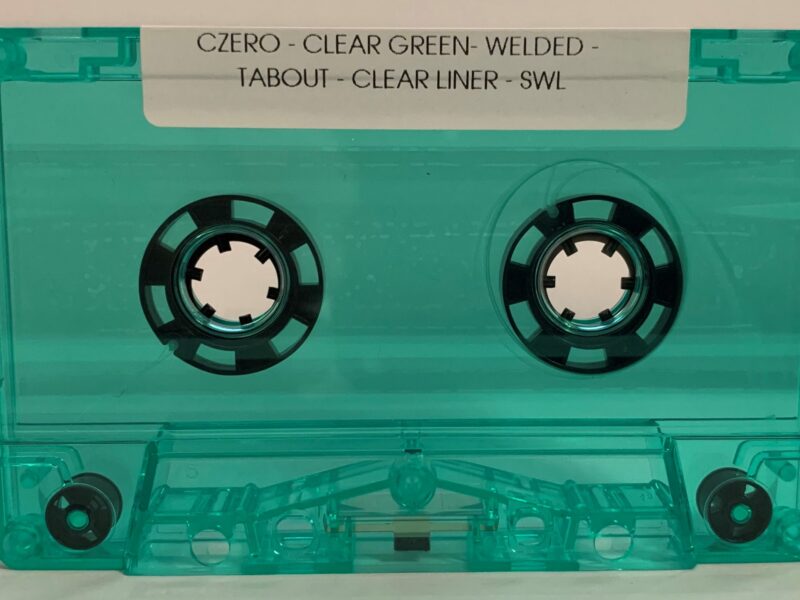 CZERO - CLEAR GREEN- WELDED -
TABOUT - CLEAR LINER - SWL